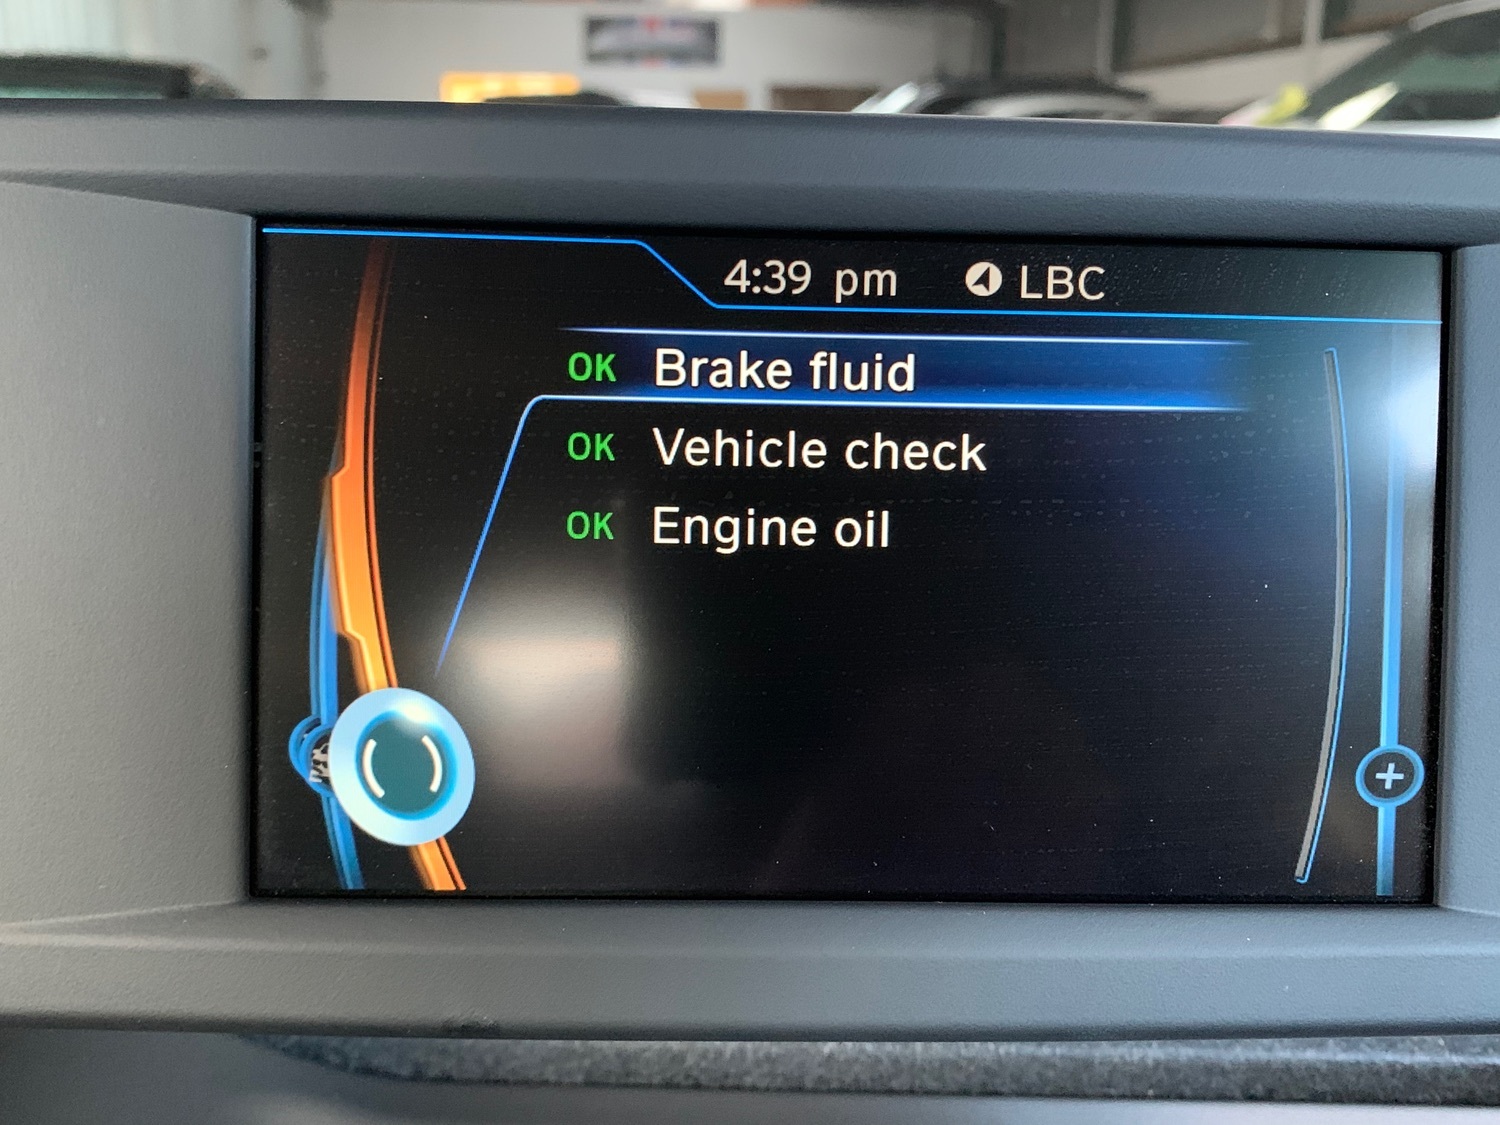 4:39 pm LBC
OK Brake fluid
OK Vehicle check
OK Engine oil